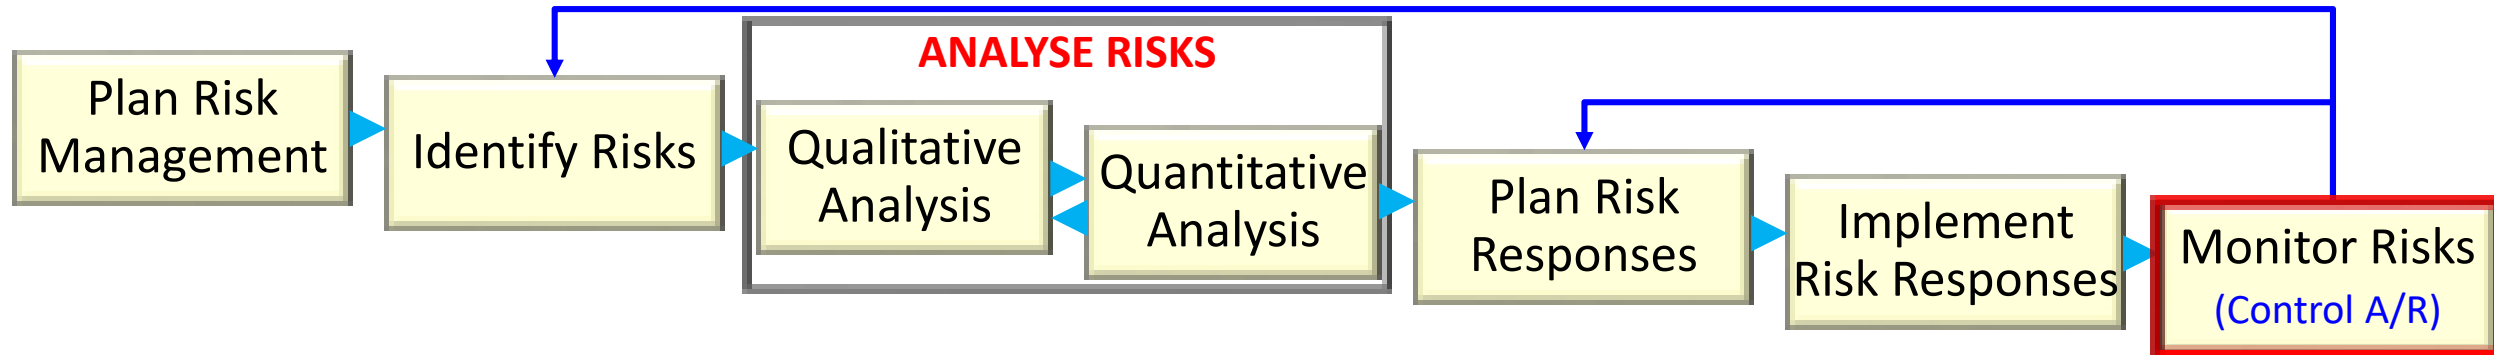 Plan Risk
Management
Identify Risks
ANALYSE RISKS
Qualitative
Analysis
Quantitative
Analysis
Plan Risk
Responses
Implement
Risk Responses
Monitor Risks
(Control A/R)